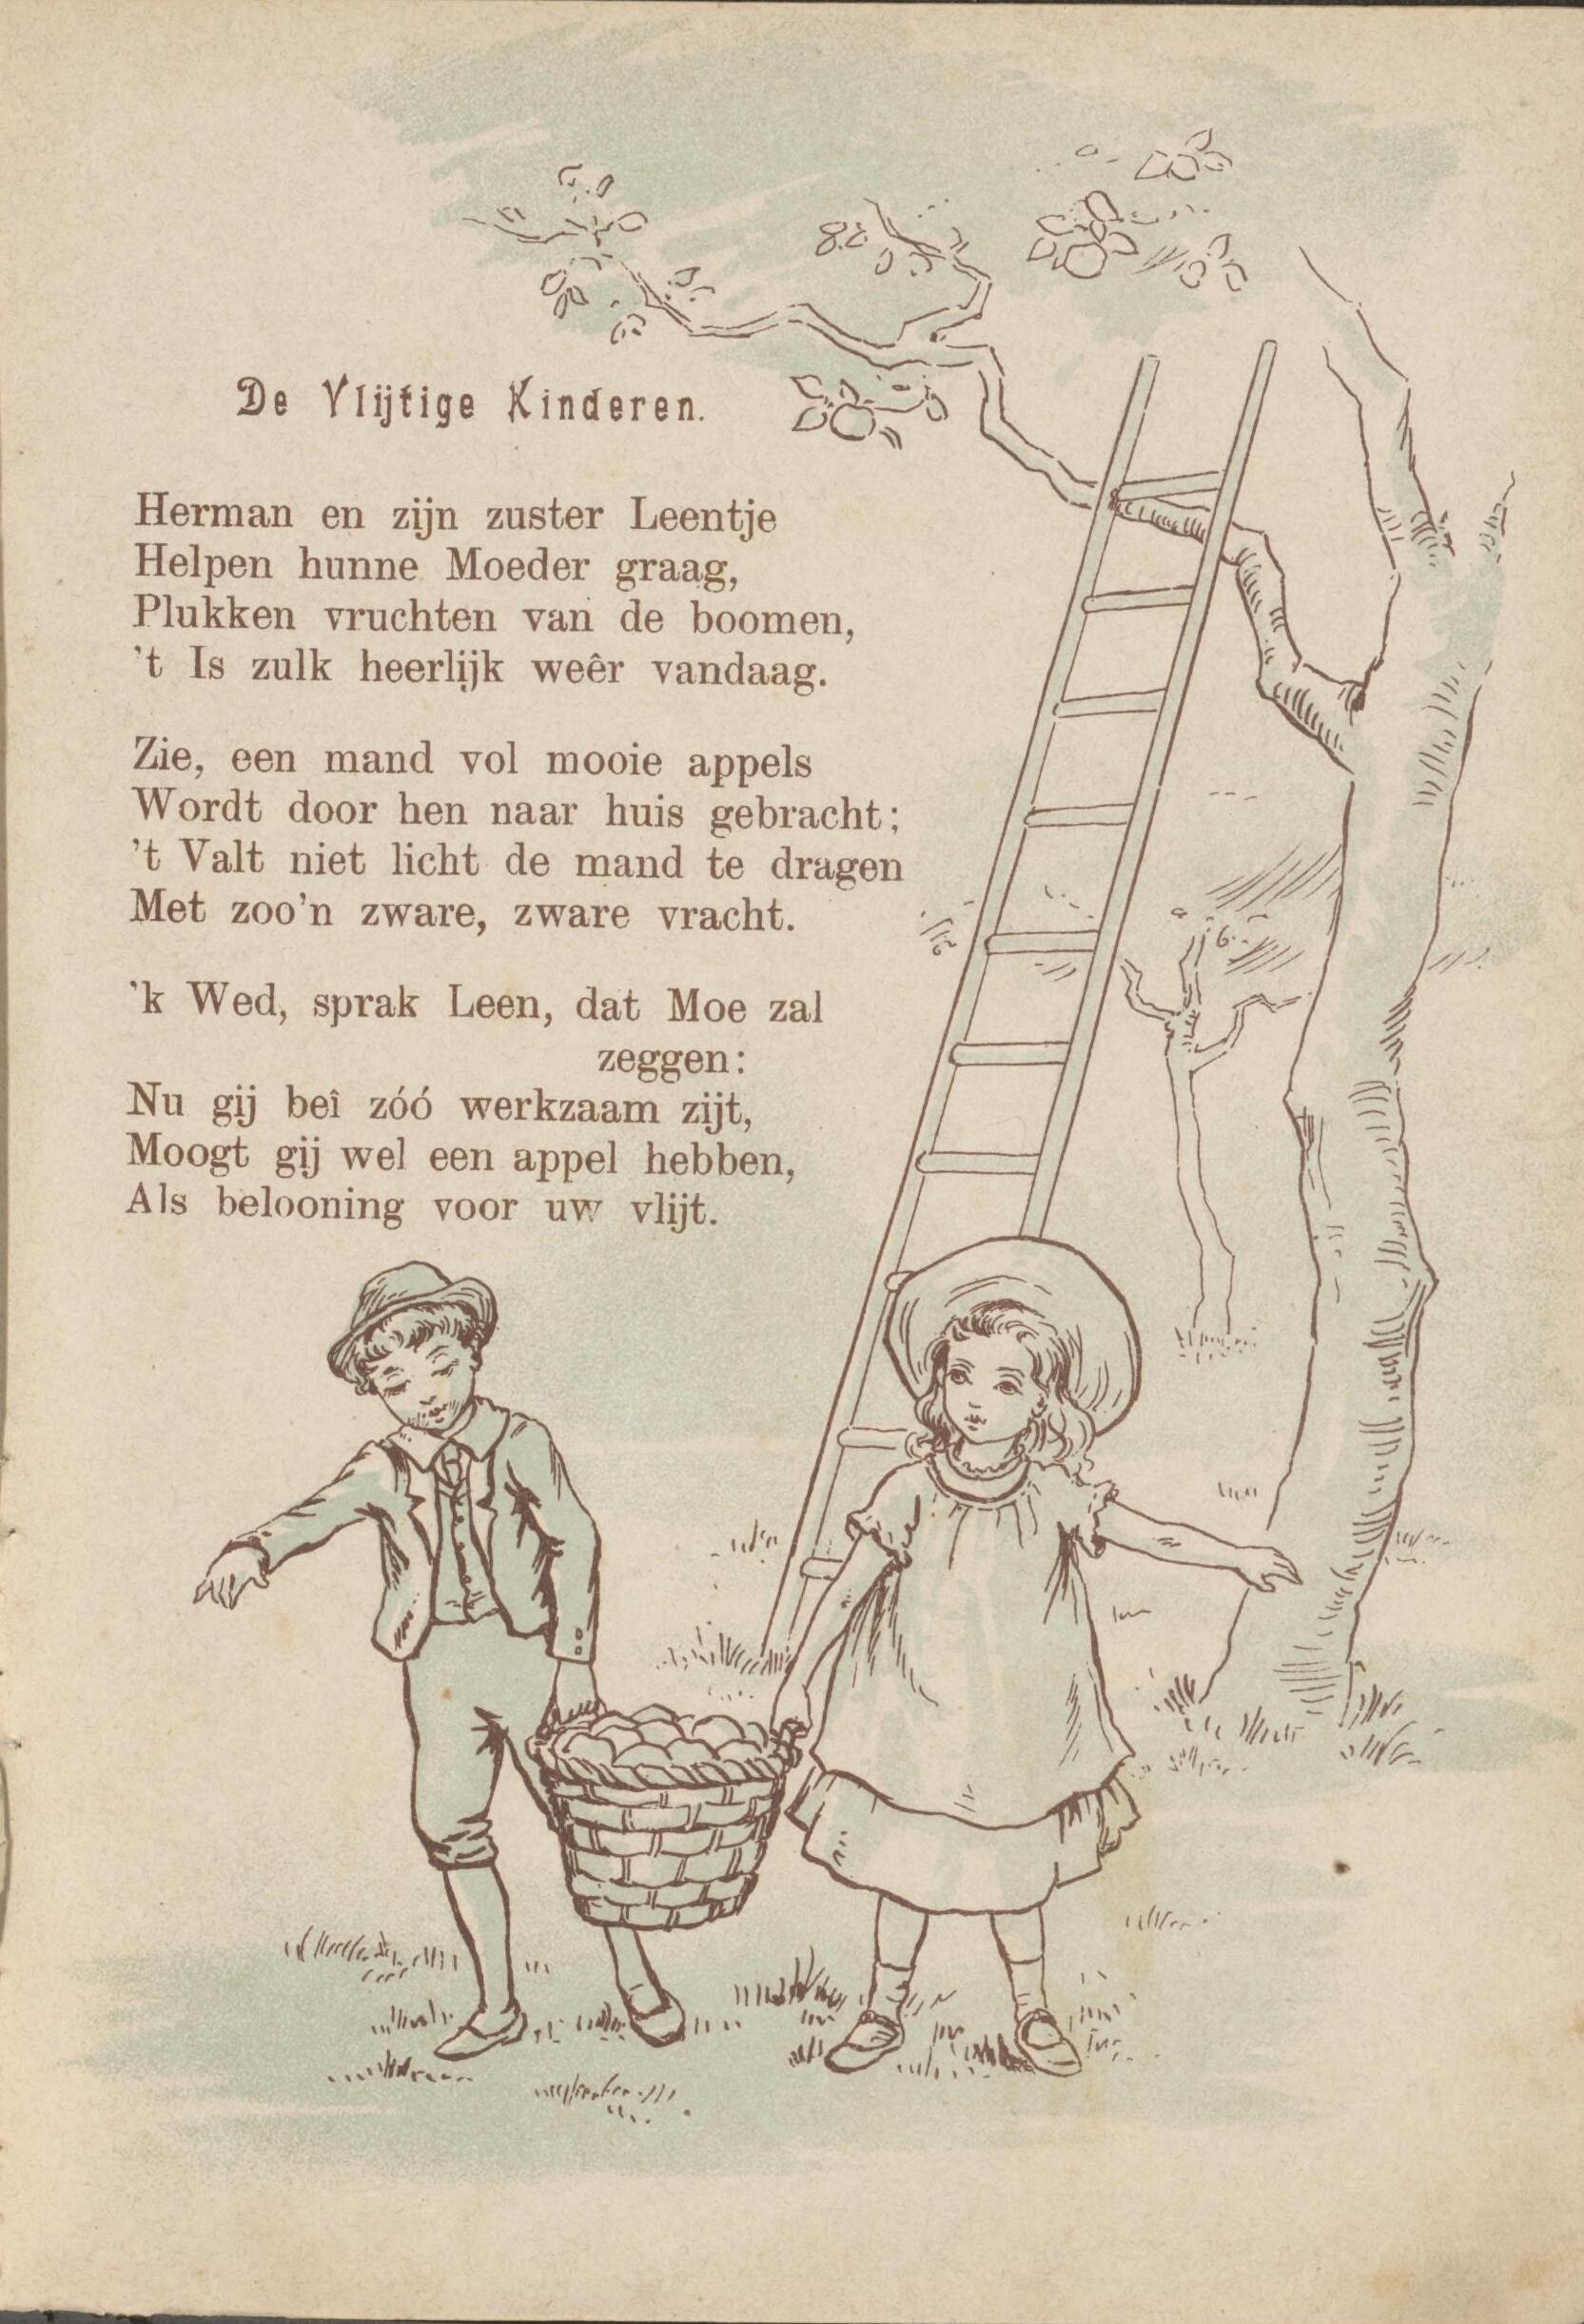 De Vlijtige Kinderen.
Herman en zijn zuster Leentje
Helpen hunne Moeder graag,
Plukken vruchten van de boomen,
't Is zulk heerlijk weêr vandaag.
Zie, een mand vol mooie appels
Wordt door hen naar huis gebracht;
't Valt niet licht de mand te dragen
Met zoo'n zware, zware vracht.
'k Wed, sprak Leen, dat Moe zal
zeggen:
Nu gij beî zóó werkzaam zijt,
Moogt gij wel een appel hebben,
Als belooning voor uw vlijt.